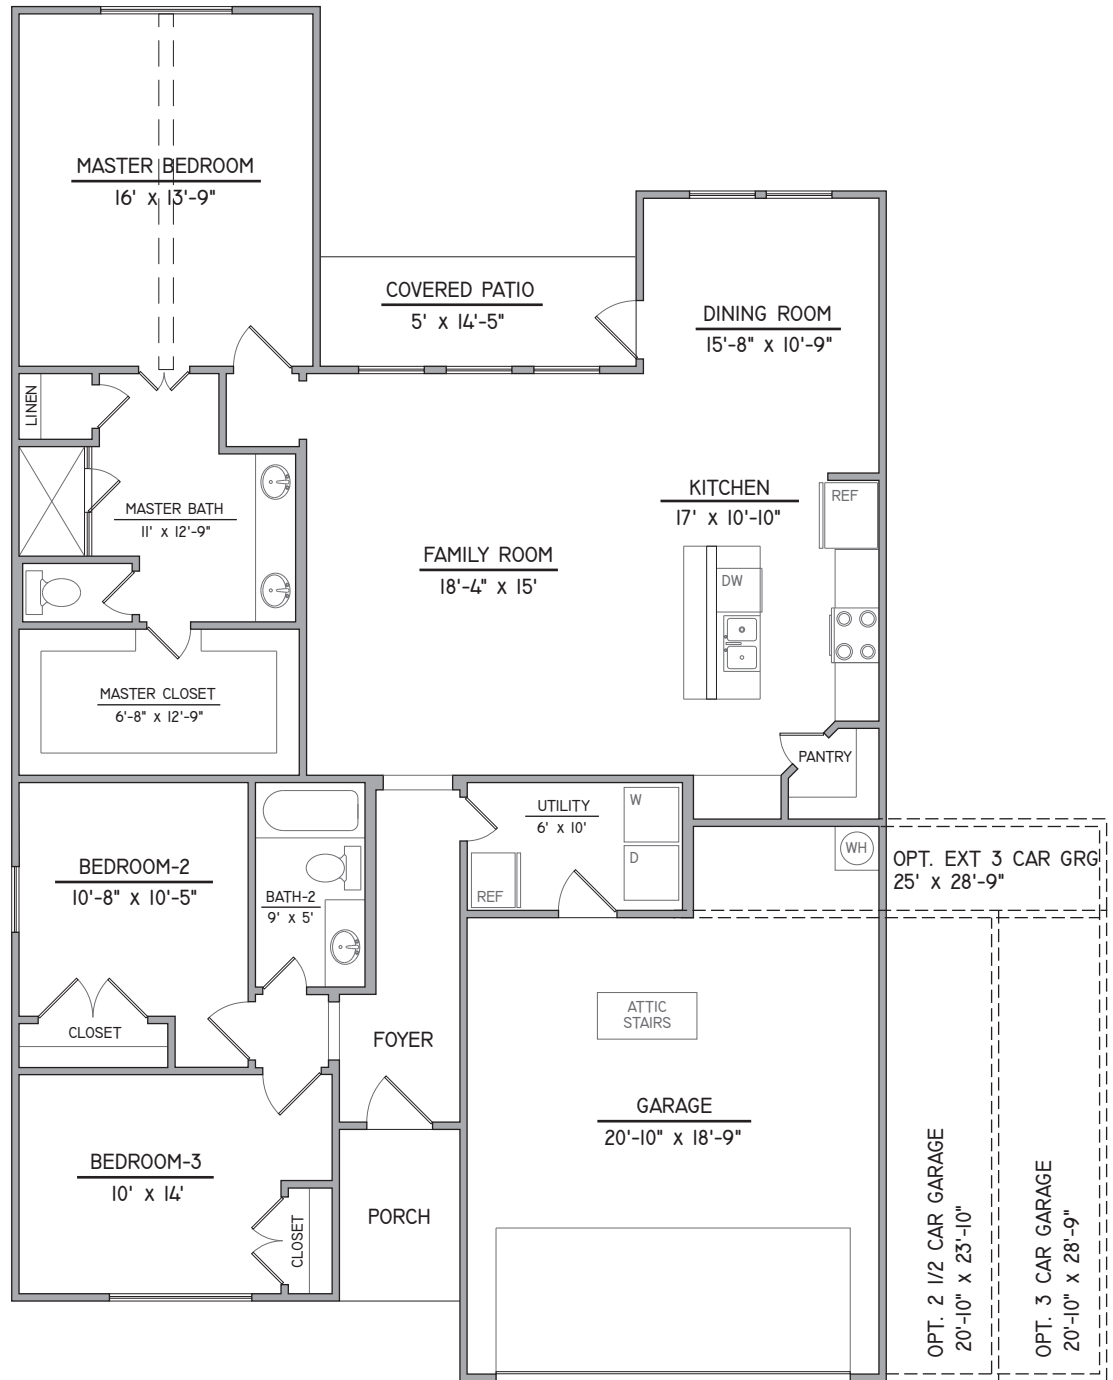 MASTER BEDROOM
16' X 13'-9"
COVERED PATIO
5' X 14'-5"
DINING ROOM
15'-8" X 10'-9"
LINEN
MASTER BATH
11' X 12'-9"
KITCHEN
17' X 10'-10"
REF
FAMILY ROOM
18'-4" X 15'
DW
MASTER CLOSET
6'-8" X 12'-9"
PANTRY
UTILITY
6' X 10'
W
D
REF
WH
OPT. EXT 3 CAR GRG
25' X 28'-9"
BEDROOM-2
10'-8" X 10'-5"
BATH-2
9' X 5'
CLOSET
FOYER
ATTIC
STAIRS
GARAGE
20'-10" X 18'-9"
BEDROOM-3
10' X 14'
CLOSET
PORCH
OPT. 2 1/2 CAR GARAGE
20'-10" X 23'-10"
OPT. 3 CAR GARAGE
20'-10" X 28'-9"